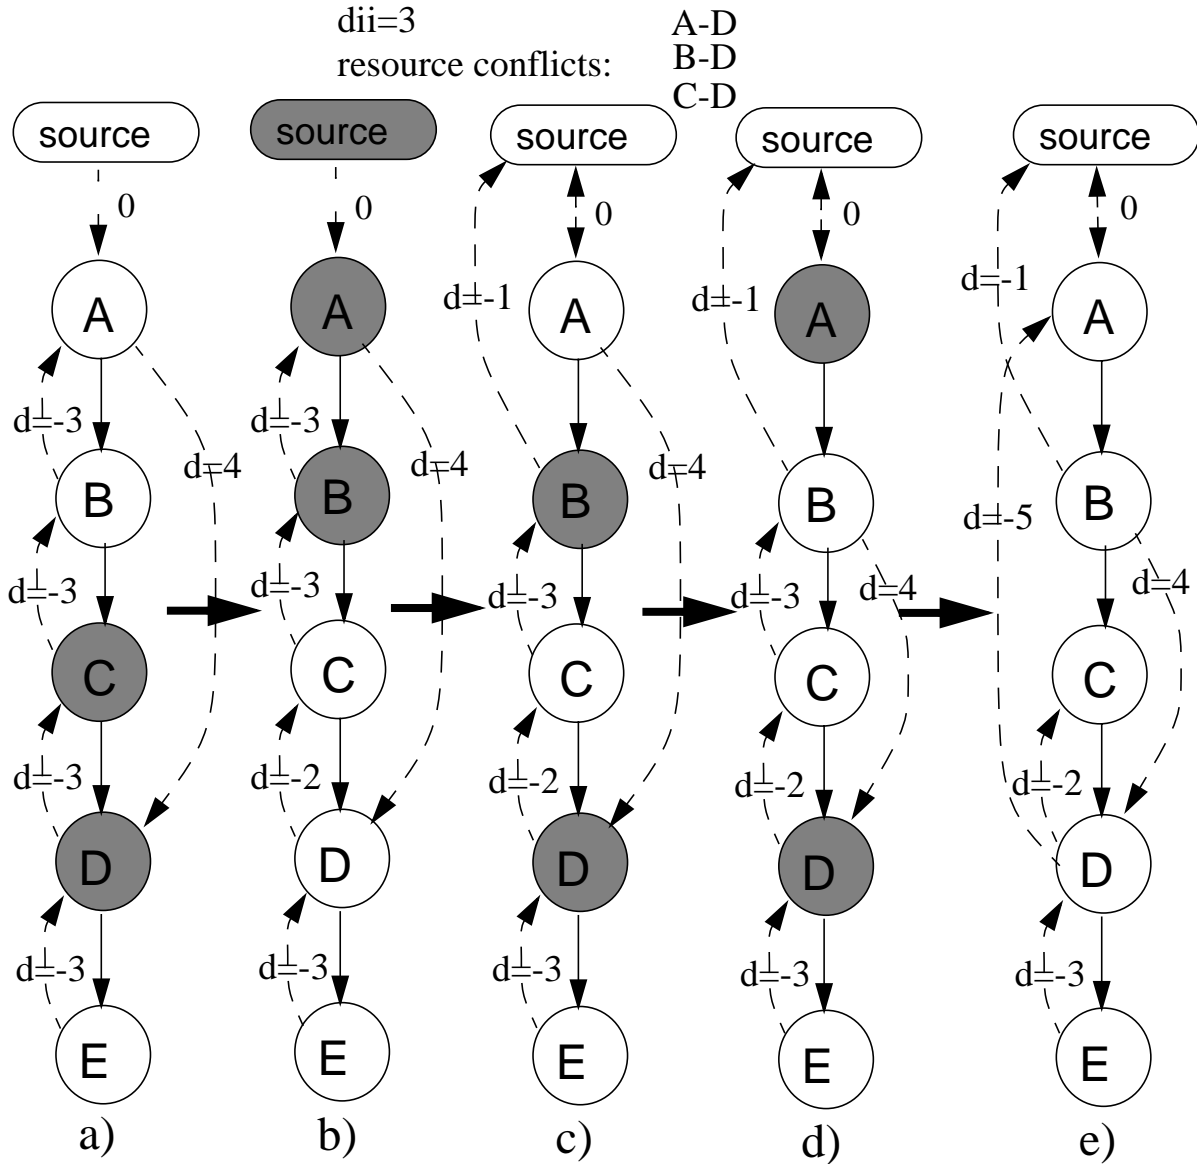 dii=3
resource conflicts:
A-D
B-D
C-D
source
0
A
d=-3
d=4
B
d=-3
C
d=-3
D
d=-3
E
a)
source
0
A
d=-3
d=4
B
d=-3
C
d=-2
D
d=-3
E
b)
source
0
d=-1
A
d=4
B
d=-3
C
d=-2
D
d=-3
E
c)
source
0
d=-1
A
B
d=4
d=-3
C
d=-2
D
d=-3
E
d)
source
0
d=-1
A
B
d=-5
d=4
C
d=-2
D
d=-3
E
e)